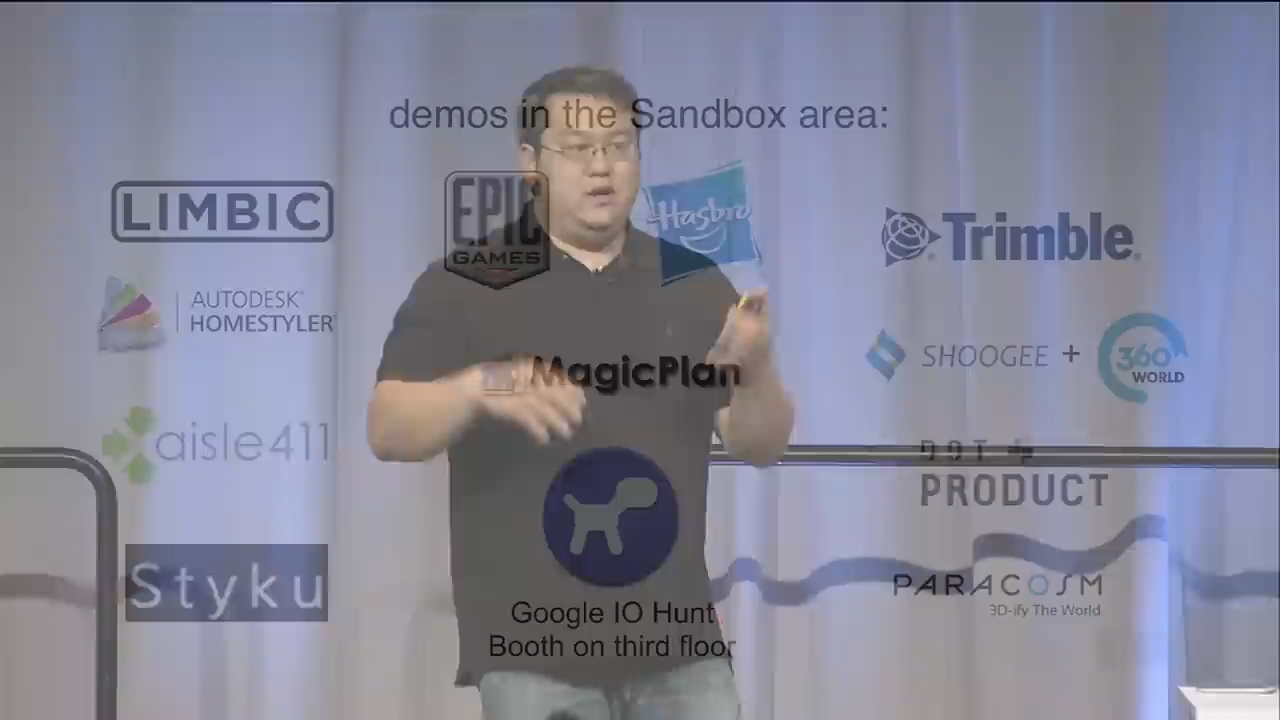 demos in the Sandbox area:
LIMBIC
EPIC
GAMES
Hasbro
Trimble.
AUTODESK
HOMESTYLER
SHOOGEE +
360°
WORLD
MagicPlan
aisle411
DOT
PRODUCT
Styku
PARACOSM
3D-ify The World
Google IO Hunt
Booth on third floor